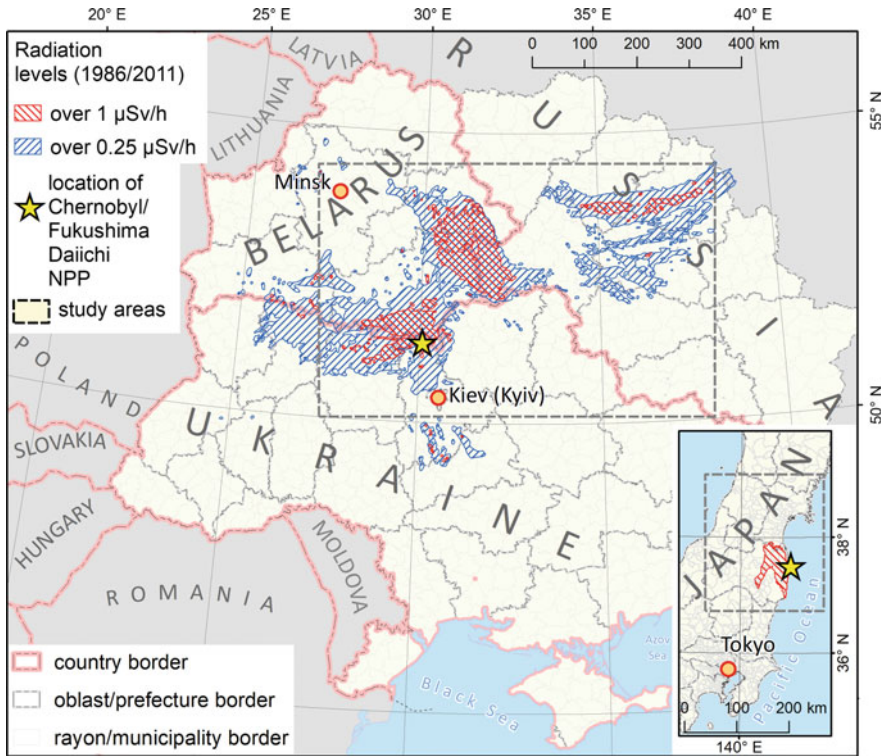 20° E
25° E
30° E
35° E
40° E
Radiation
levels (1986/2011)
over 1 µSv/h
over 0.25 µSv/h
location of
Chernobyl/
Fukushima
Daiichi
NPP
study areas
0 100 200 300 400 km
LATVIA
LITHUANIA
RUSSIA
55° N
Minsk
BELARUS
POLAND
Kiev (Kyiv)
50° N
SLOVAKIA
UKRAINE
HUNGARY
MOLDOVA
ROMANIA
JAPAN
38° N
Pacific Ocean
Tokyo
36° N
0 100 200 km
140° E
Azov
Sea
Black Sea
country border
oblast/prefecture border
rayon/municipality border
25° E
30° E